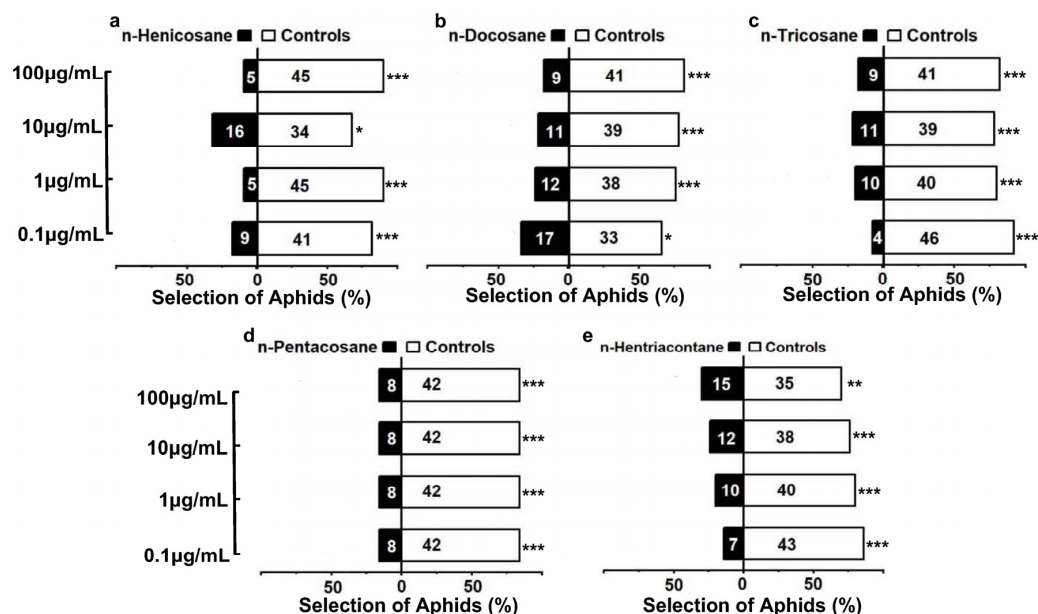 a
n-Henicosane Controls
100µg/mL 5 45 ***
10µg/mL 16 34 *
1µg/mL 5 45 ***
0.1µg/mL 9 41 ***
50 0 50
Selection of Aphids (%)
b
n-Docosane Controls
9 41 ***
11 39 ***
12 38 ***
17 33 *
50 0 50
Selection of Aphids (%)
c
n-Tricosane Controls
9 41 ***
11 39 ***
10 40 ***
4 46 ***
50 0 50
Selection of Aphids (%)
d
n-Pentacosane Controls
100µg/mL 8 42 ***
10µg/mL 8 42 ***
1µg/mL 8 42 ***
0.1µg/mL 8 42 ***
50 0 50
Selection of Aphids (%)
e
n-Hentriacontane Controls
15 35 **
12 38 ***
10 40 ***
7 43 ***
50 0 50
Selection of Aphids (%)